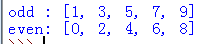 odd : [1, 3, 5, 7, 9]
even: [0, 2, 4, 6, 8]
>>>